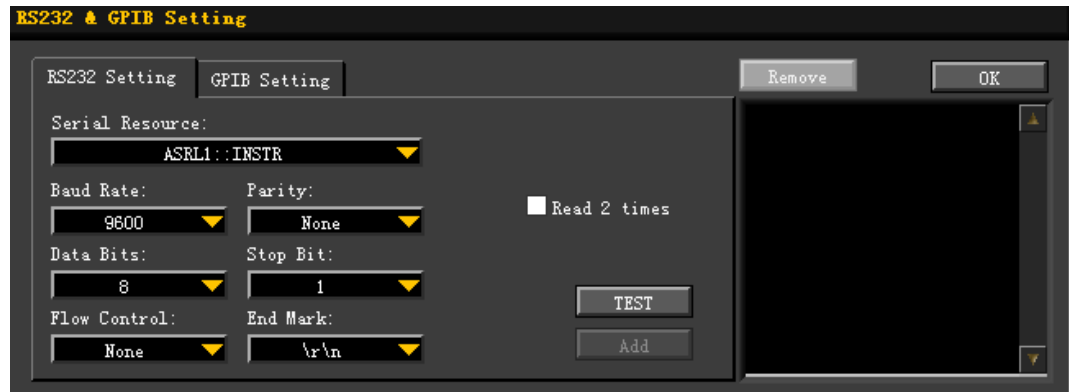 RS232 & GPIB Setting
RS232 Setting GPIB Setting
Remove OK
Serial Resource:
ASRL1::INSTR
Baud Rate: Parity:
9600 None
Read 2 times
Data Bits: Stop Bit:
8 1
TEST
Flow Control: End Mark:
None \r\n
Add